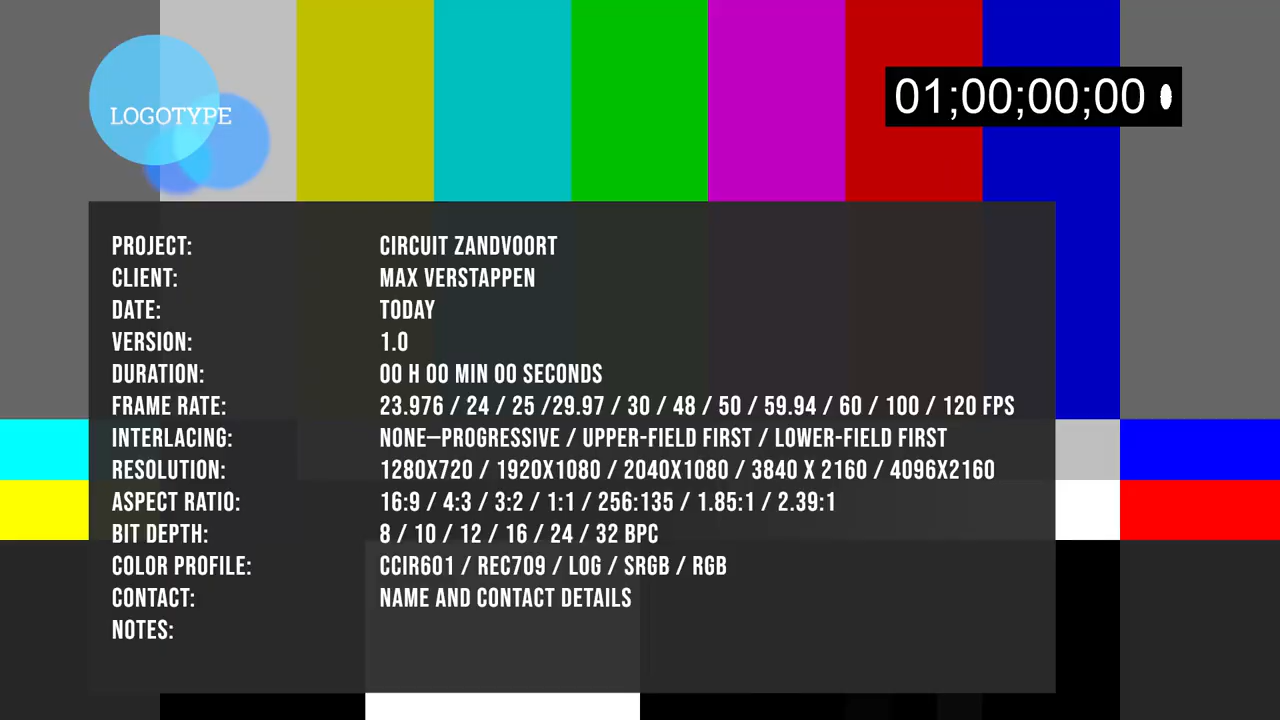 LOGOTYPE
01;00;00;00
PROJECT: CIRCUIT ZANDVOORT
CLIENT: MAX VERSTAPPEN
DATE: TODAY
VERSION: 1.0
DURATION: 00 H 00 MIN 00 SECONDS
FRAME RATE: 23.976 / 24 / 25 /29.97 / 30 / 48 / 50 / 59.94 / 60 / 100 / 120 FPS
INTERLACING: NONE—PROGRESSIVE / UPPER-FIELD FIRST / LOWER-FIELD FIRST
RESOLUTION: 1280X720 / 1920X1080 / 2040X1080 / 3840 X 2160 / 4096X2160
ASPECT RATIO: 16:9 / 4:3 / 3:2 / 1:1 / 256:135 / 1.85:1 / 2.39:1
BIT DEPTH: 8 / 10 / 12 / 16 / 24 / 32 BPC
COLOR PROFILE: CCIR601 / REC709 / LOG / SRGB / RGB
CONTACT: NAME AND CONTACT DETAILS
NOTES: